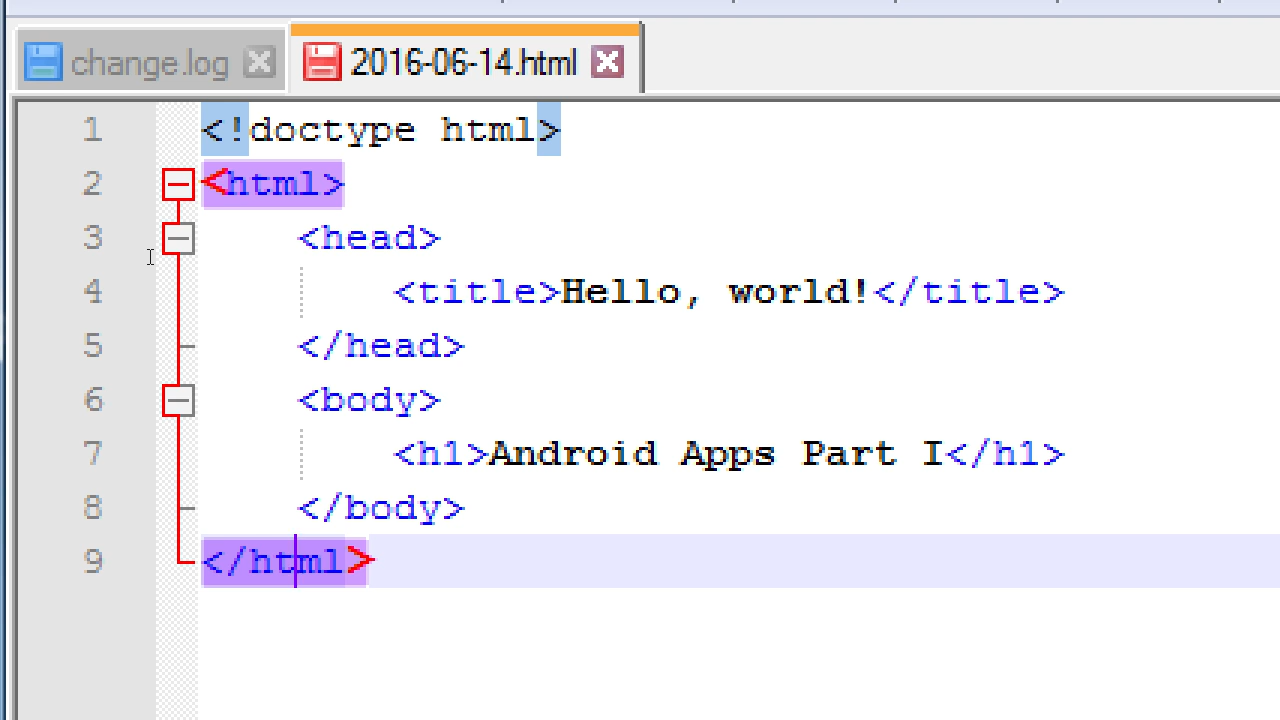 change.log 2016-06-14.html
1 <!doctype html>
2 <html>
3 <head>
4 <title>Hello, world!</title>
5 </head>
6 <body>
7 <h1>Android Apps Part I</h1>
8 </body>
9 </html>